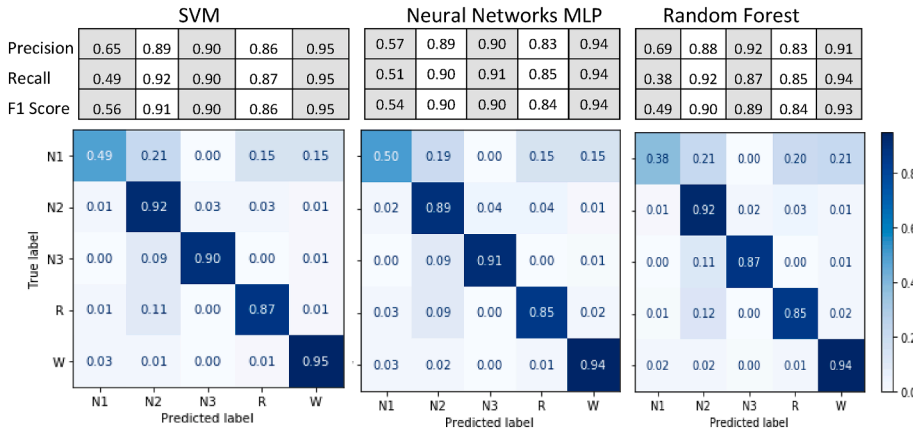 SVM Neural Networks MLP Random Forest
Precision 0.65 0.89 0.90 0.86 0.95 0.57 0.89 0.90 0.83 0.94 0.69 0.88 0.92 0.83 0.91
Recall 0.49 0.92 0.90 0.87 0.95 0.51 0.90 0.91 0.85 0.94 0.38 0.92 0.87 0.85 0.94
F1 Score 0.56 0.91 0.90 0.86 0.95 0.54 0.90 0.90 0.84 0.94 0.49 0.90 0.89 0.84 0.93
N1 0.49 0.21 0.00 0.15 0.15 0.50 0.19 0.00 0.15 0.15 0.38 0.21 0.00 0.20 0.21 0.8
N2 0.01 0.92 0.03 0.03 0.01 0.02 0.89 0.04 0.04 0.01 0.01 0.92 0.02 0.03 0.01 0.6
True label
N3 0.00 0.09 0.90 0.00 0.01 0.00 0.09 0.91 0.00 0.01 0.00 0.11 0.87 0.00 0.01 0.4
R 0.01 0.11 0.00 0.87 0.01 0.03 0.09 0.00 0.85 0.02 0.01 0.12 0.00 0.85 0.02 0.2
W 0.03 0.01 0.00 0.01 0.95 0.03 0.02 0.00 0.01 0.94 0.02 0.02 0.00 0.01 0.94 0.0
N1 N2 N3 R W N1 N2 N3 R W N1 N2 N3 R W
Predicted label Predicted label Predicted label